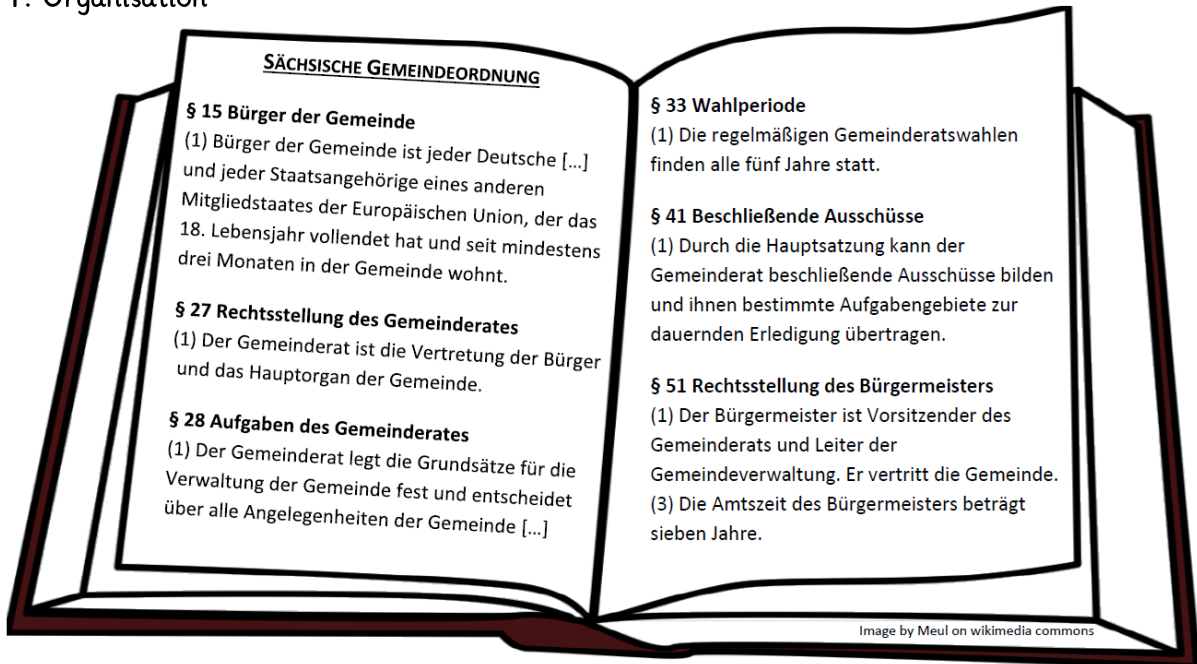 1. Organisation
SÄCHSISCHE GEMEINDEORDNUNG
§ 15 Bürger der Gemeinde
(1) Bürger der Gemeinde ist jeder Deutsche [...]
und jeder Staatsangehörige eines anderen
Mitgliedstaates der Europäischen Union, der das
18. Lebensjahr vollendet hat und seit mindestens
drei Monaten in der Gemeinde wohnt.
§ 27 Rechtsstellung des Gemeinderates
(1) Der Gemeinderat ist die Vertretung der Bürger
und das Hauptorgan der Gemeinde.
§ 28 Aufgaben des Gemeinderates
(1) Der Gemeinderat legt die Grundsätze für die
Verwaltung der Gemeinde fest und entscheidet
über alle Angelegenheiten der Gemeinde [...]
§ 33 Wahlperiode
(1) Die regelmäßigen Gemeinderatswahlen
finden alle fünf Jahre statt.
§ 41 Beschließende Ausschüsse
(1) Durch die Hauptsatzung kann der
Gemeinderat beschließende Ausschüsse bilden
und ihnen bestimmte Aufgabengebiete zur
dauernden Erledigung übertragen.
§ 51 Rechtsstellung des Bürgermeisters
(1) Der Bürgermeister ist Vorsitzender des
Gemeinderats und Leiter der
Gemeindeverwaltung. Er vertritt die Gemeinde.
(3) Die Amtszeit des Bürgermeisters beträgt
sieben Jahre.
Image by Meul on wikimedia commons